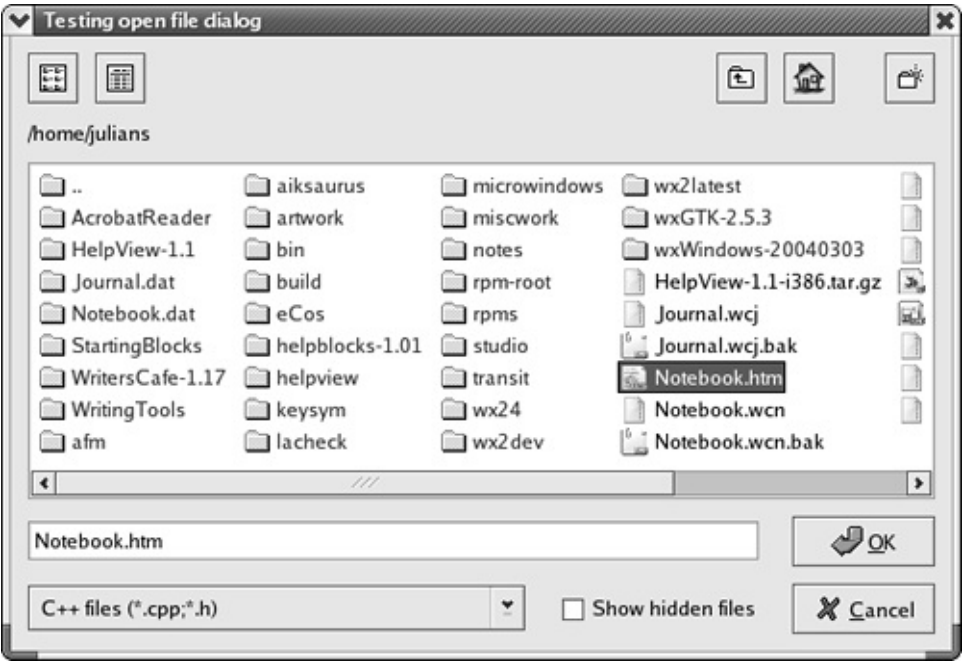 Testing open file dialog
/home/julians
.. aiksaurus microwindows wx2latest
AcrobatReader artwork miscwork wxGTK-2.5.3
HelpView-1.1 bin notes wxWindows-20040303
Journal.dat build rpm-root HelpView-1.1-i386.tar.gz
Notebook.dat eCos rpms Journal.wcj
StartingBlocks helpblocks-1.01 studio Journal.wcj.bak
WritersCafe-1.17 helpview transit Notebook.htm
WritingTools keysym wx24 Notebook.wcn
afm lacheck wx2dev Notebook.wcn.bak
Notebook.htm OK
C++ files (*.cpp;*.h) Show hidden files Cancel